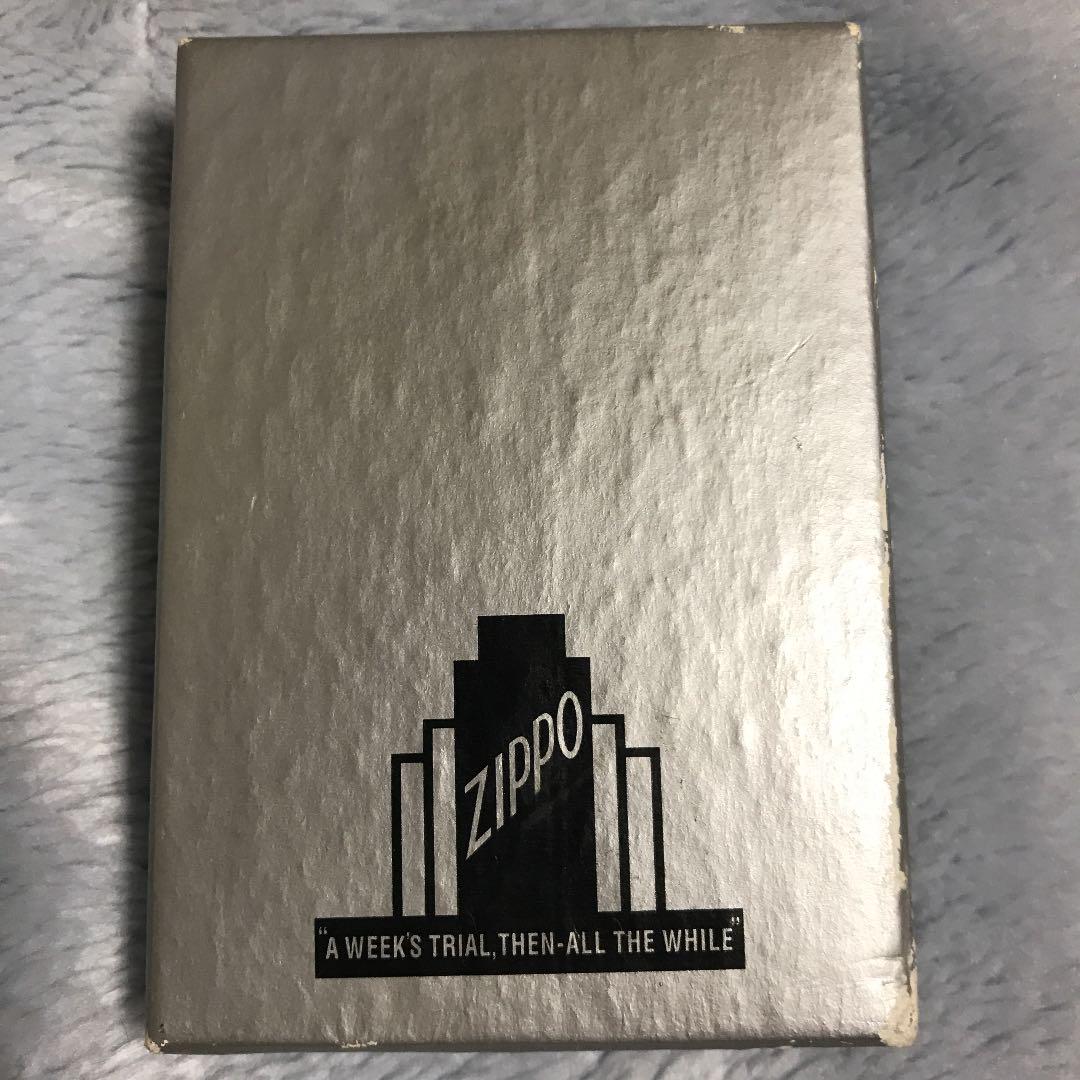 ZIPPO
"A WEEK'S TRIAL, THEN-ALL THE WHILE"